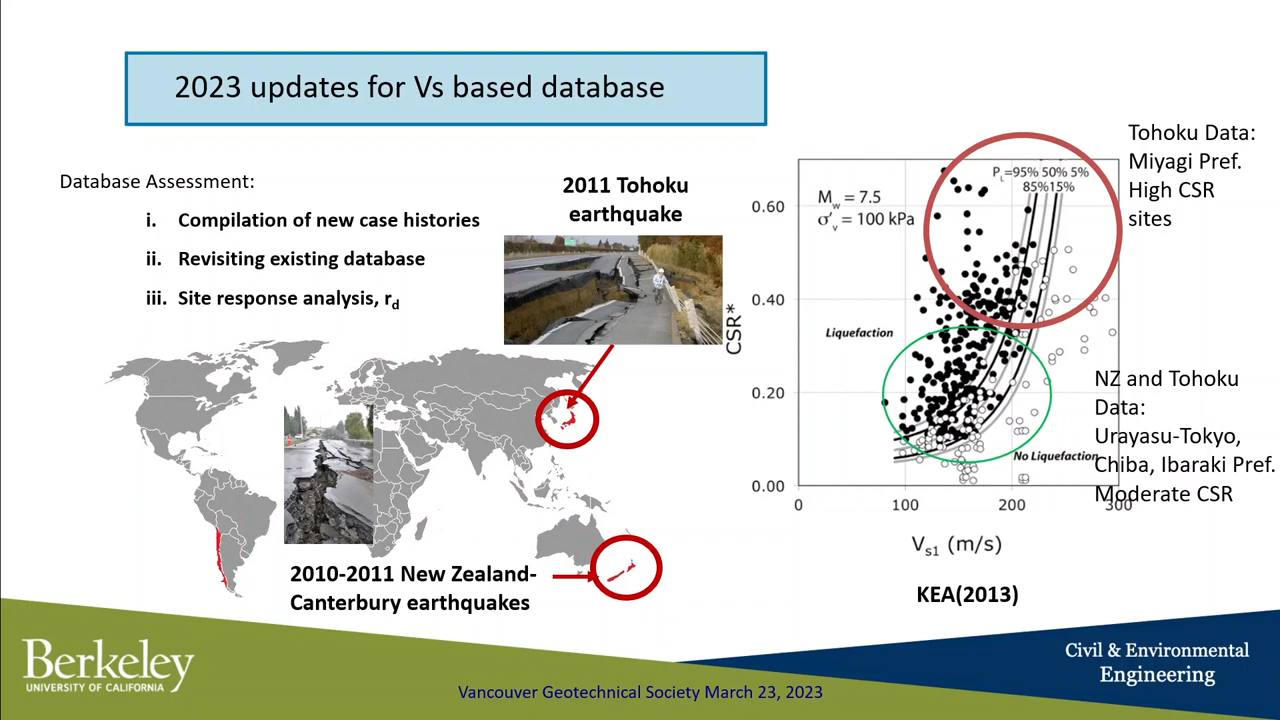 2023 updates for Vs based database
Database Assessment:
i. Compilation of new case histories
ii. Revisiting existing database
iii. Site response analysis, rd
2011 Tohoku
earthquake
2010-2011 New Zealand-
Canterbury earthquakes
Tohoku Data:
Miyagi Pref.
High CSR
sites
PL=95% 50% 5%
85%15%
Mw = 7.5
σ'v = 100 kPa
0.60
0.40
0.20
0.00
CSR*
Liquefaction
No Liquefaction
0
100
200
300
Vs1 (m/s)
KEA(2013)
NZ and Tohoku
Data:
Urayasu-Tokyo,
Chiba, Ibaraki Pref.
Moderate CSR
Berkeley
UNIVERSITY OF CALIFORNIA
Vancouver Geotechnical Society March 23, 2023
Civil & Environmental
Engineering